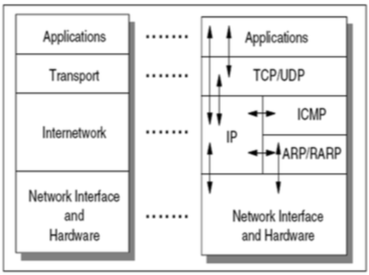 Applications
Transport
Internetwork
Network Interface
and
Hardware
Applications
TCP/UDP
ICMP
IP
ARP/RARP
Network Interface
and Hardware